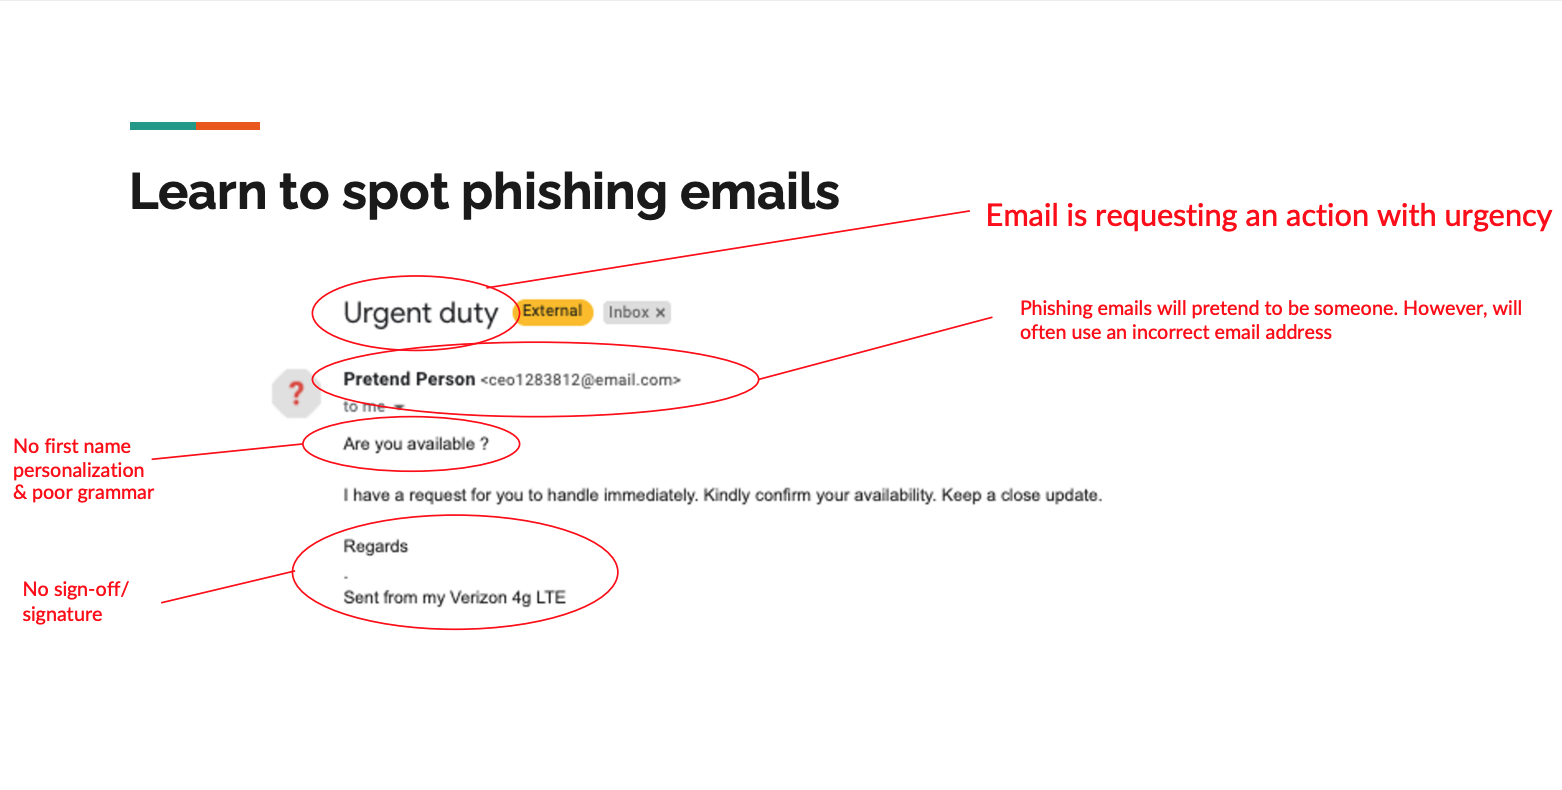 Learn to spot phishing emails
Email is requesting an action with urgency
Urgent duty External Inbox ×
Phishing emails will pretend to be someone. However, will
often use an incorrect email address
? Pretend Person <ceo1283812@email.com>
to me
No first name
personalization
& poor grammar
Are you available ?
I have a request for you to handle immediately. Kindly confirm your availability. Keep a close update.
No sign-off/
signature
Regards
.
Sent from my Verizon 4g LTE